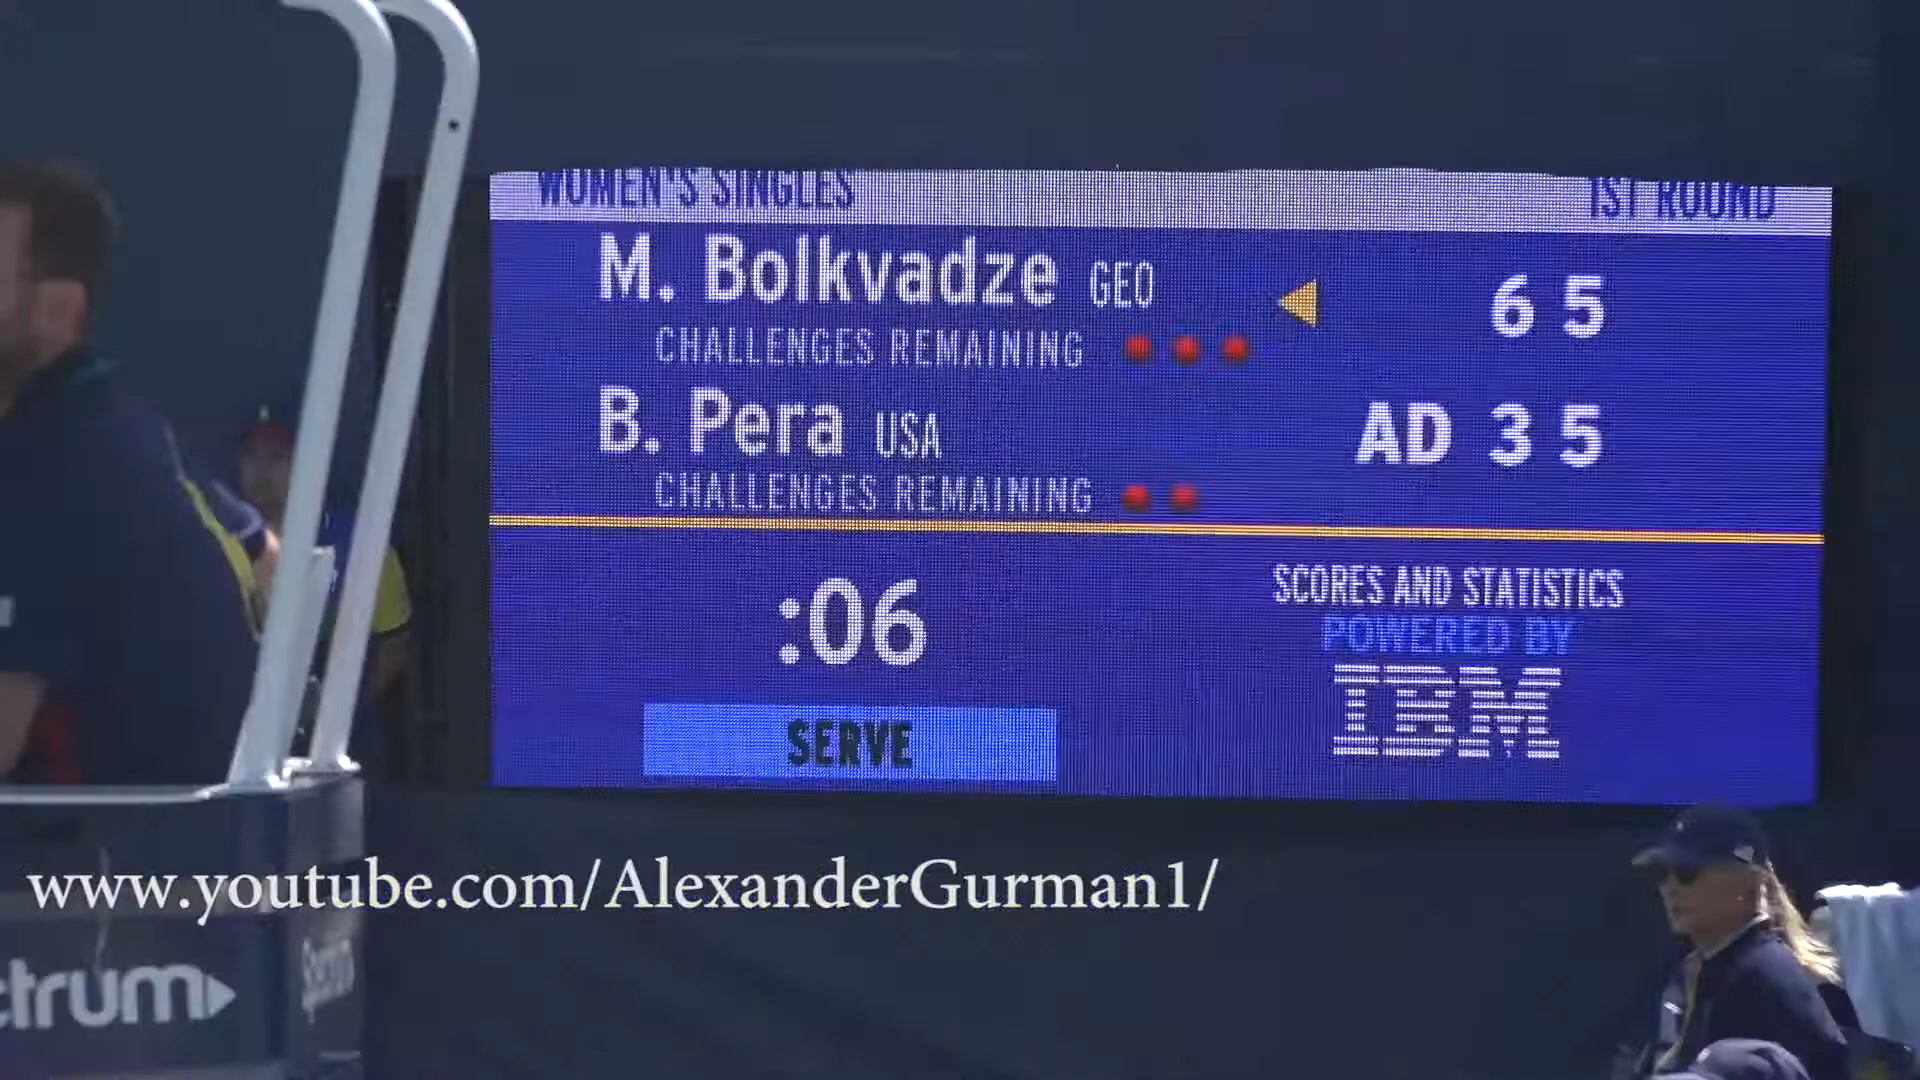 WOMEN'S SINGLES 1ST ROUND
M. Bolkvadze GEO 6 5
CHALLENGES REMAINING
B. Pera USA AD 3 5
CHALLENGES REMAINING
:06
SERVE
SCORES AND STATISTICS
POWERED BY
IBM
www.youtube.com/AlexanderGurman1/
ctrum